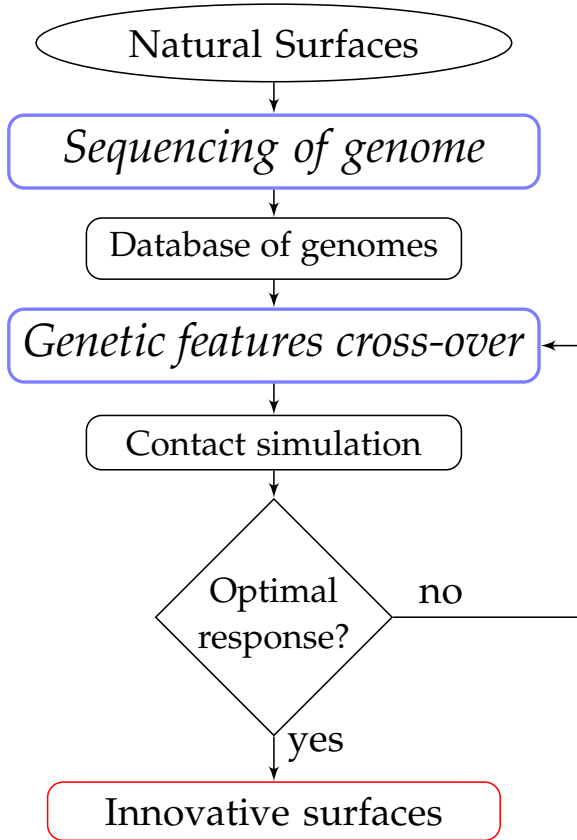 Natural Surfaces
Sequencing of genome
Database of genomes
Genetic features cross-over
Contact simulation
Optimal
response?
no
yes
Innovative surfaces